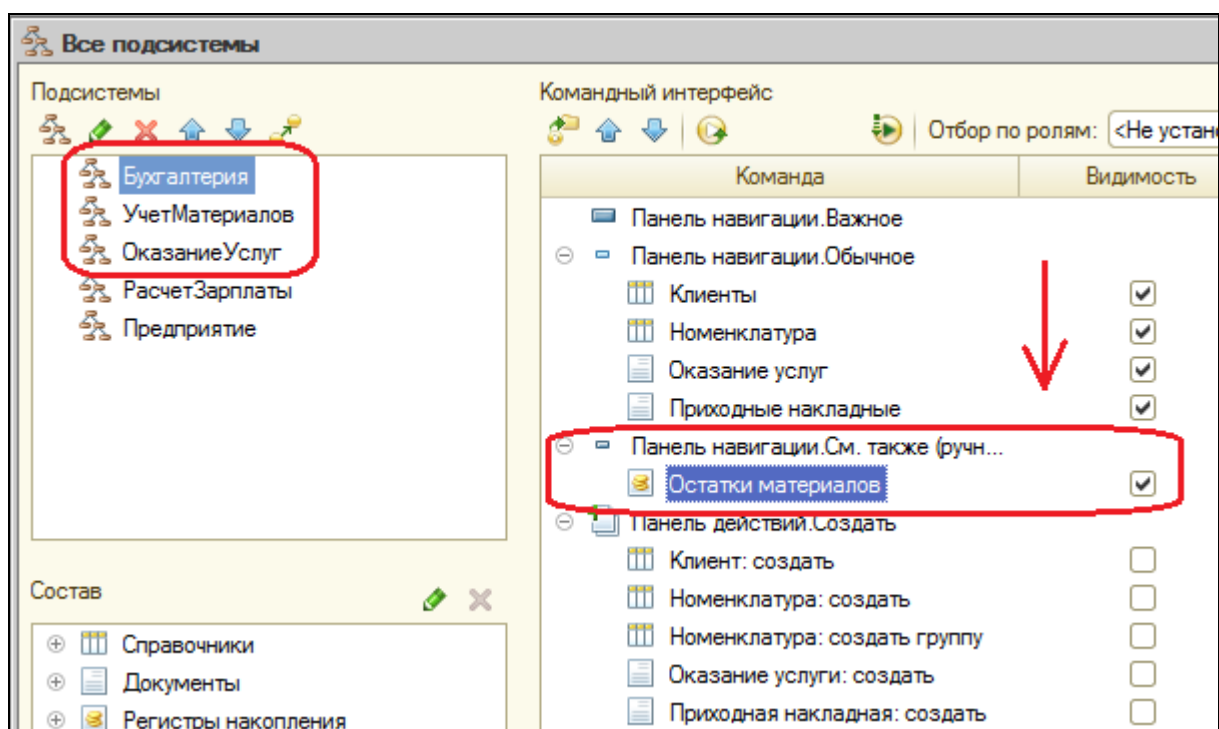 Все подсистемы
Подсистемы
Бухгалтерия
УчетМатериалов
ОказаниеУслуг
РасчетЗарплаты
Предприятие
Состав
Справочники
Документы
Регистры накопления
Командный интерфейс
Отбор по ролям: <Не устан
Команда Видимость
Панель навигации.Важное
Панель навигации.Обычное
Клиенты
Номенклатура
Оказание услуг
Приходные накладные
Панель навигации.См. также (ручн...
Остатки материалов
Панель действий.Создать
Клиент: создать
Номенклатура: создать
Номенклатура: создать группу
Оказание услуги: создать
Приходная накладная: создать